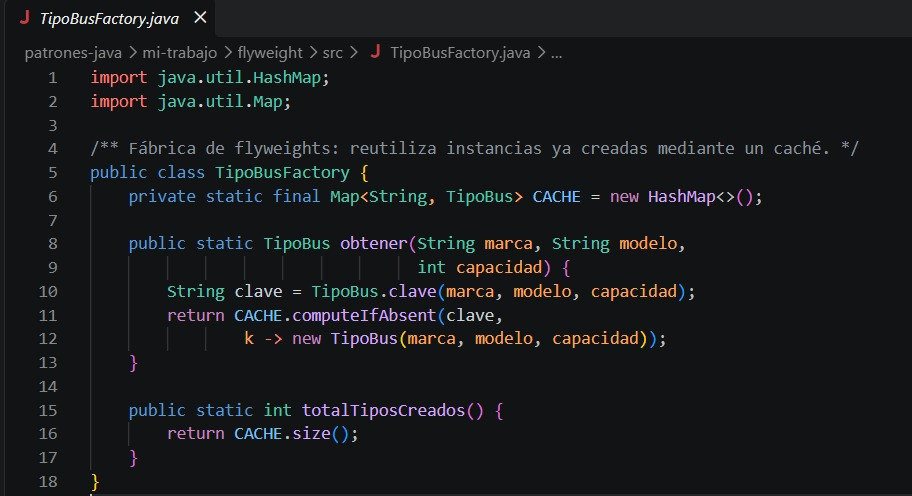 J TipoBusFactory.java ×
patrones-java > mi-trabajo > flyweight > src > J TipoBusFactory.java > ...
1 import java.util.HashMap;
2 import java.util.Map;
3
4 /** Fábrica de flyweights: reutiliza instancias ya creadas mediante un caché. */
5 public class TipoBusFactory {
6     private static final Map<String, TipoBus> CACHE = new HashMap<>();
7
8     public static TipoBus obtener(String marca, String modelo,
9                                   int capacidad) {
10         String clave = TipoBus.clave(marca, modelo, capacidad);
11         return CACHE.computeIfAbsent(clave,
12                 k -> new TipoBus(marca, modelo, capacidad));
13     }
14
15     public static int totalTiposCreados() {
16         return CACHE.size();
17     }
18 }